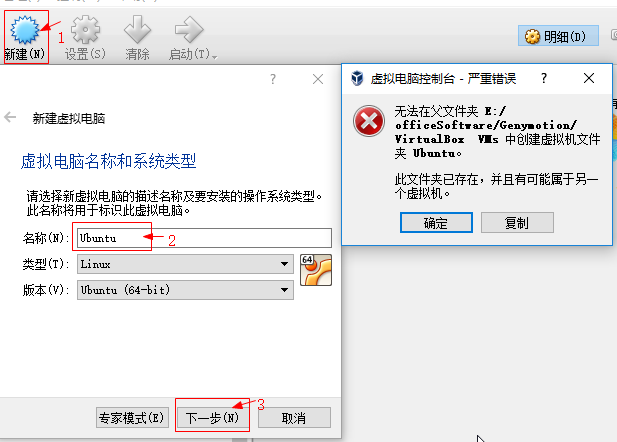 1
新建(N)
设置(S)
清除
启动(T)
明细(D)
?
新建虚拟电脑
虚拟电脑名称和系统类型
请选择新虚拟电脑的描述名称及要安装的操作系统类型。
此名称将用于标识此虚拟电脑。
名称(N): Ubuntu
2
类型(T): Linux
64
版本(V): Ubuntu (64-bit)
3
专家模式(E)
下一步(N)
取消
虚拟电脑控制台 - 严重错误
?
无法在父文件夹 E:/
officeSoftware/Genymotion/
VirtualBox VMs 中创建虚拟机文件
夹 Ubuntu。
此文件夹已存在，并且有可能属于另一
个虚拟机。
确定
复制